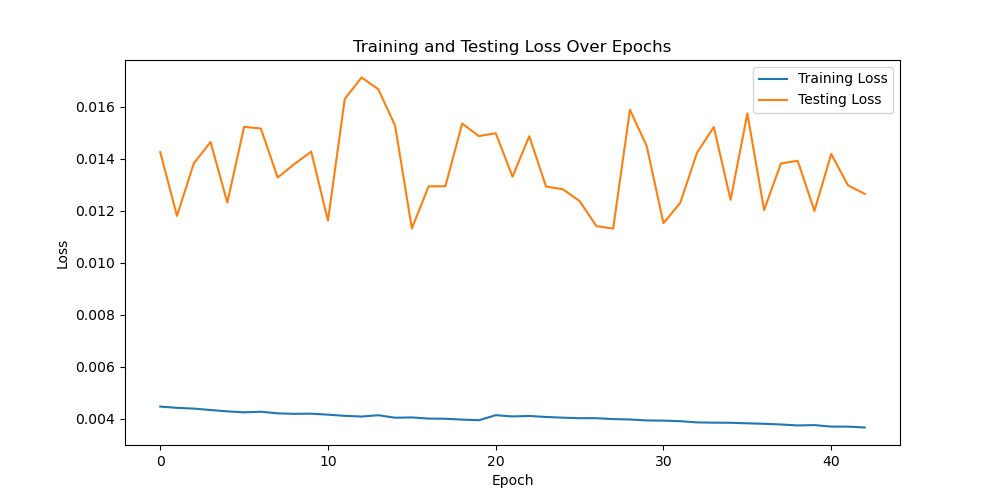 Training and Testing Loss Over Epochs
Training Loss
Testing Loss
0.016
0.014
0.012
0.010
0.008
0.006
0.004
Loss
0 10 20 30 40
Epoch